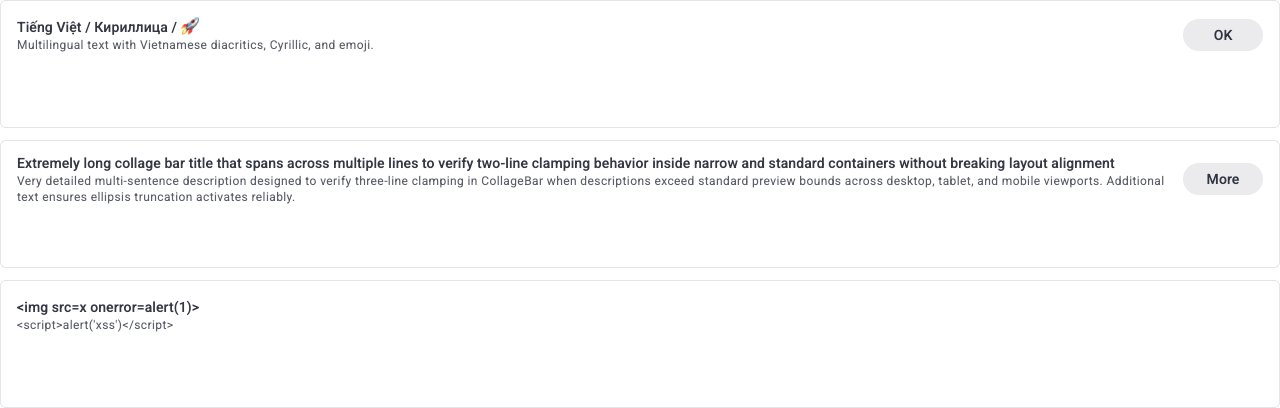 Tiếng Việt / Кириллица / 🚀
Multilingual text with Vietnamese diacritics, Cyrillic, and emoji.
OK
Extremely long collage bar title that spans across multiple lines to verify two-line clamping behavior inside narrow and standard containers without breaking layout alignment
Very detailed multi-sentence description designed to verify three-line clamping in CollageBar when descriptions exceed standard preview bounds across desktop, tablet, and mobile viewports. Additional
text ensures ellipsis truncation activates reliably.
More
<img src=x onerror=alert(1)>
<script>alert('xss')</script>